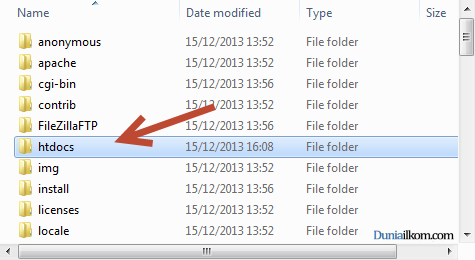 Name Date modified Type Size
anonymous 15/12/2013 13:52 File folder
apache 15/12/2013 13:52 File folder
cgi-bin 15/12/2013 13:56 File folder
contrib 15/12/2013 13:52 File folder
FileZillaFTP 15/12/2013 13:56 File folder
htdocs 15/12/2013 16:08 File folder
img 15/12/2013 13:52 File folder
install 15/12/2013 13:56 File folder
licenses 15/12/2013 13:52 File folder
locale 15/12/2013 13:52 File folder
Duniailkom.com